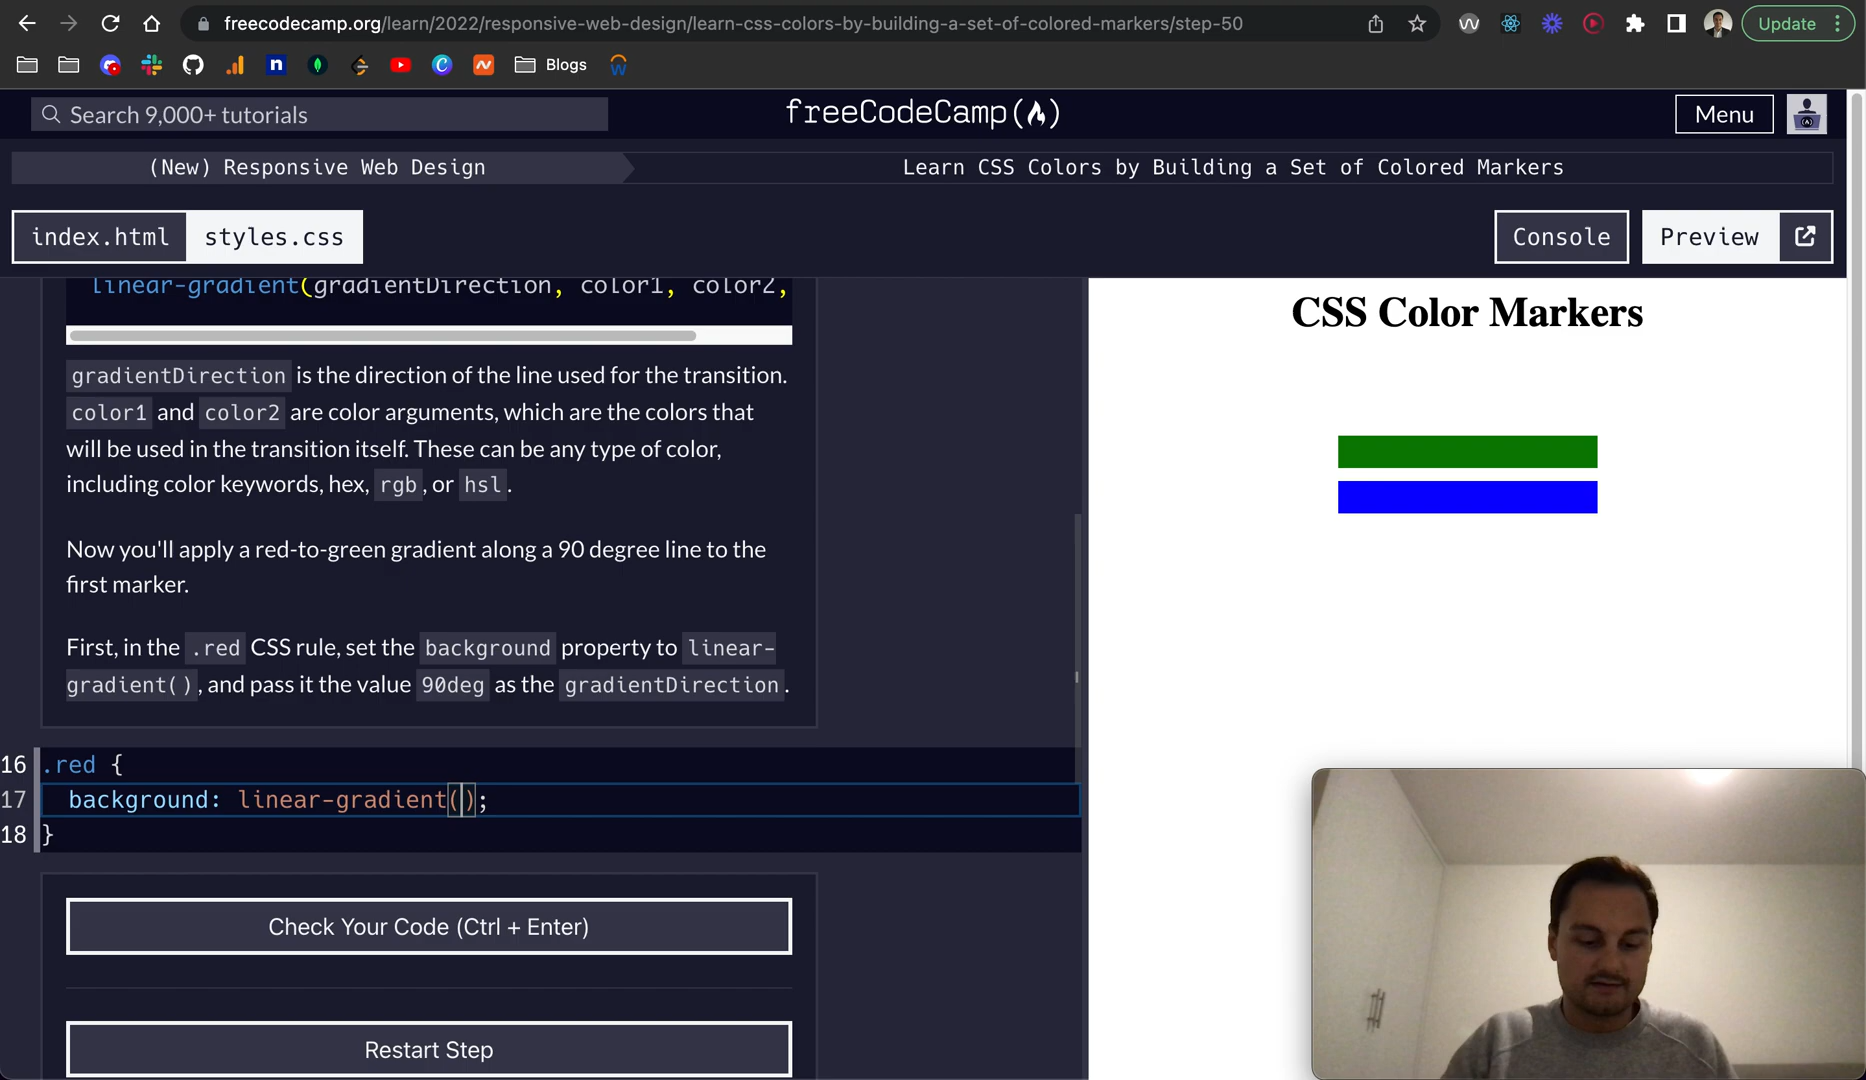 freecodecamp.org/learn/2022/responsive-web-design/learn-css-colors-by-building-a-set-of-colored-markers/step-50
Update
Blogs
Search 9,000+ tutorials
freeCodeCamp(
)
Menu
(New) Responsive Web Design
Learn CSS Colors by Building a Set of Colored Markers
index.html
styles.css
Console
Preview
linear-gradient(gradientDirection, color1, color2,
gradientDirection is the direction of the line used for the transition.
color1 and color2 are color arguments, which are the colors that
will be used in the transition itself. These can be any type of color,
including color keywords, hex, rgb, or hsl.
Now you'll apply a red-to-green gradient along a 90 degree line to the
first marker.
First, in the .red CSS rule, set the background property to linear-
gradient(), and pass it the value 90deg as the gradientDirection.
16 .red {
17 background: linear-gradient();
18 }
Check Your Code (Ctrl + Enter)
Restart Step
CSS Color Markers